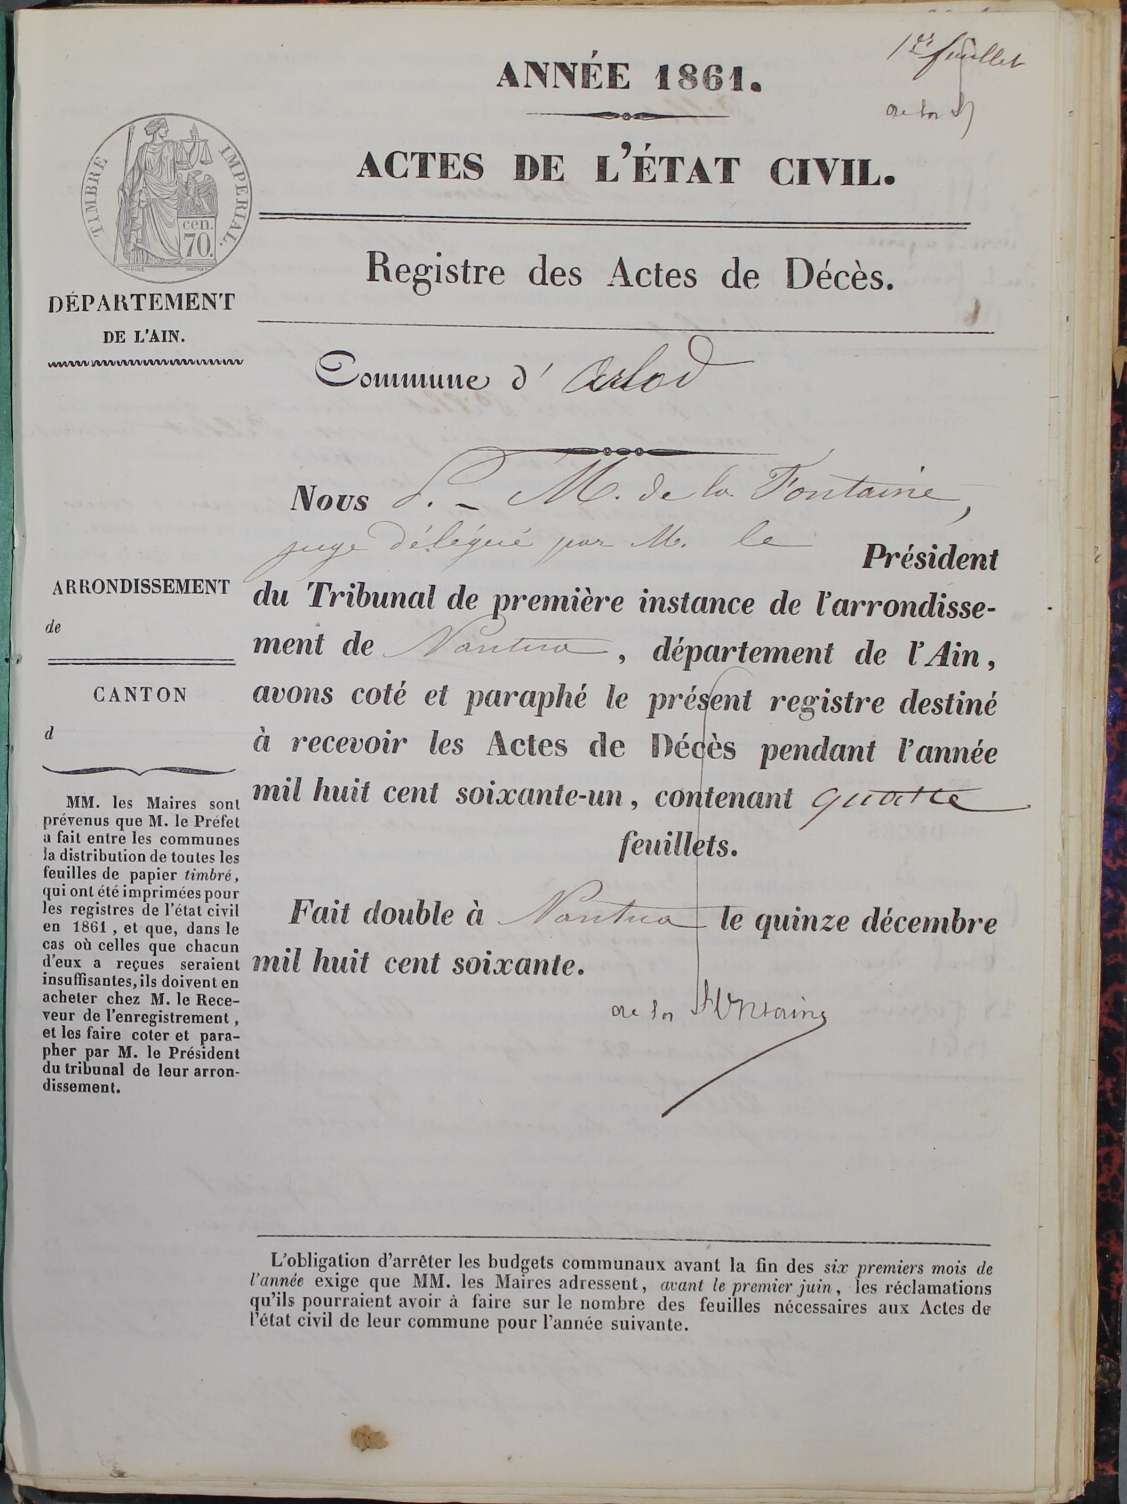 1er feuillet
ANNÉE 1861.
de la
ACTES DE L'ÉTAT CIVIL.
TIMBRE IMPÉRIAL.
cen.
70.
Registre des Actes de Décès.
DÉPARTEMENT
DE L'AIN.
Commune d' Arlod
Nous P. - M. de la Fontaine,
juge délégué par M. le Président
du Tribunal de première instance de l'arrondisse-
ment de Nantua, département de l'Ain,
avons coté et paraphé le présent registre destiné
à recevoir les Actes de Décès pendant l'année
mil huit cent soixante-un, contenant quatre
feuillets.
Fait double à Nantua le quinze décembre
mil huit cent soixante.
de la Fontaine
ARRONDISSEMENT
de
CANTON
d
MM. les Maires sont
prévenus que M. le Préfet
a fait entre les communes
la distribution de toutes les
feuilles de papier timbré,
qui ont été imprimées pour
les registres de l'état civil
en 1861, et que, dans le
cas où celles que chacun
d'eux a reçues seraient
insuffisantes, ils doivent en
acheter chez M. le Rece-
veur de l'enregistrement,
et les faire coter et para-
pher par M. le Président
du tribunal de leur arron-
dissement.
L'obligation d'arrêter les budgets communaux avant la fin des six premiers mois de
l'année exige que MM. les Maires adressent, avant le premier juin, les réclamations
qu'ils pourraient avoir à faire sur le nombre des feuilles nécessaires aux Actes de
l'état civil de leur commune pour l'année suivante.